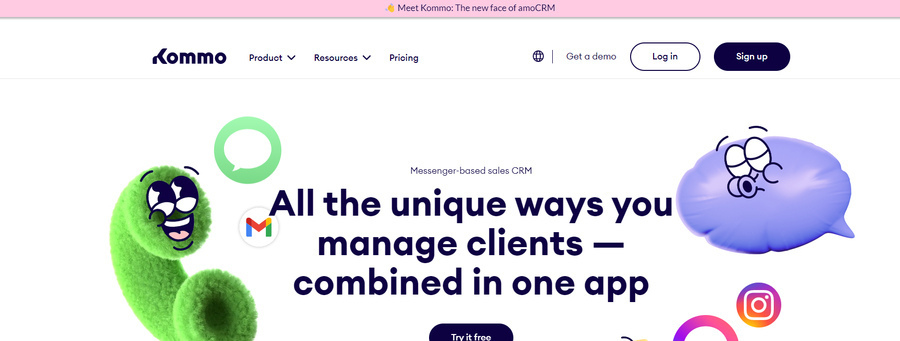 Meet Kommo: The new face of amoCRM
Kommo
Product
Resources
Pricing
Get a demo
Log in
Sign up
Messenger-based sales CRM
All the unique ways you
manage clients —
combined in one app
Try it free